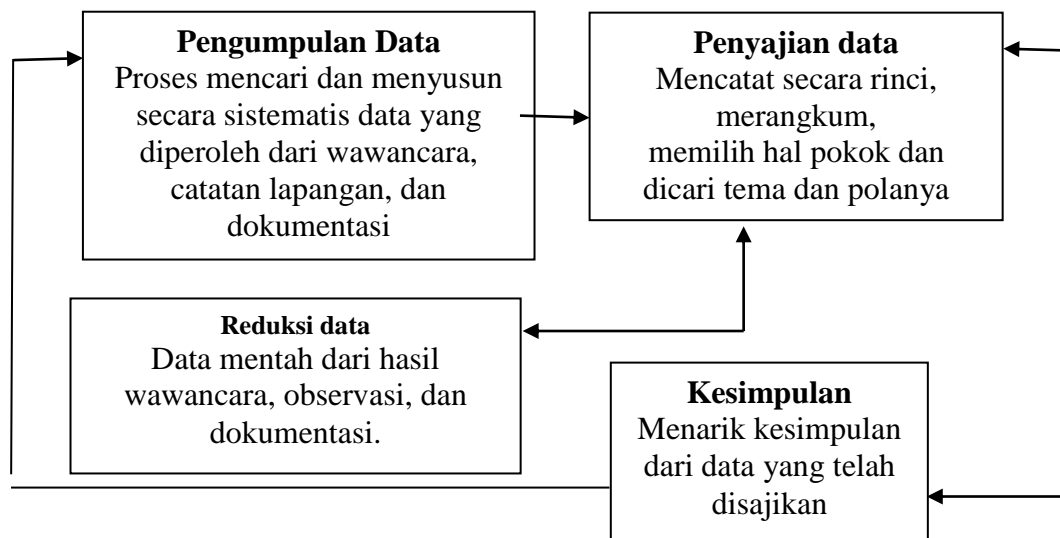 Pengumpulan Data
Proses mencari dan menyusun
secara sistematis data yang
diperoleh dari wawancara,
catatan lapangan, dan
dokumentasi
Penyajian data
Mencatat secara rinci,
merangkum,
memilih hal pokok dan
dicari tema dan polanya
Reduksi data
Data mentah dari hasil
wawancara, observasi, dan
dokumentasi.
Kesimpulan
Menarik kesimpulan
dari data yang telah
disajikan